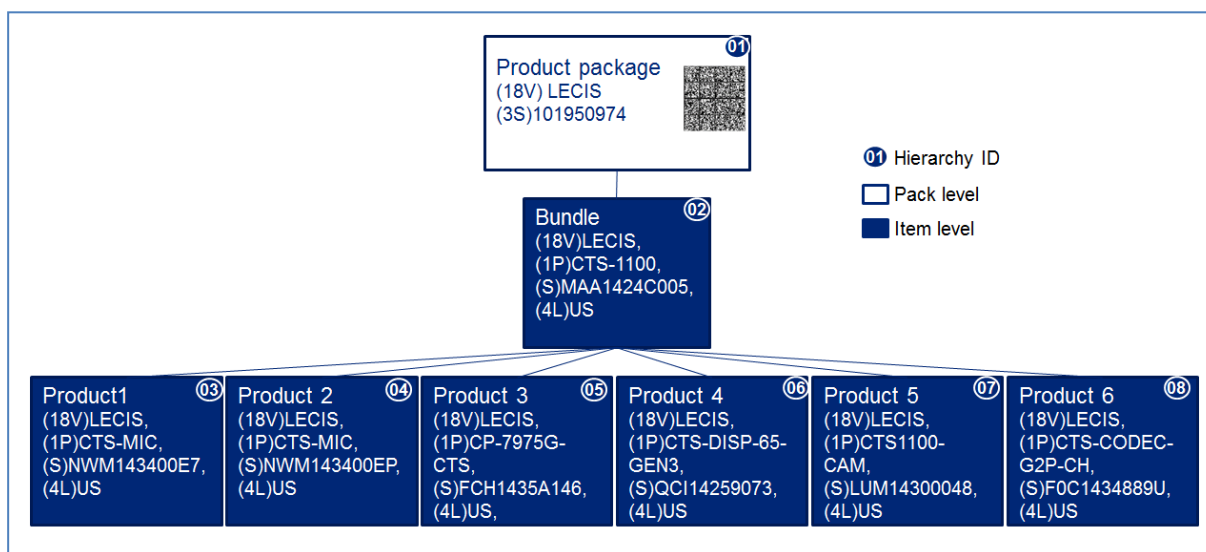 01
Product package
(18V) LECIS
(3S)101950974
01 Hierarchy ID
Pack level
Item level
02
Bundle
(18V)LECIS,
(1P)CTS-1100,
(S)MAA1424C005,
(4L)US
03
Product1
(18V)LECIS,
(1P)CTS-MIC,
(S)NWM143400E7,
(4L)US
04
Product 2
(18V)LECIS,
(1P)CTS-MIC,
(S)NWM143400EP,
(4L)US
05
Product 3
(18V)LECIS,
(1P)CP-7975G-
CTS,
(S)FCH1435A146,
(4L)US,
06
Product 4
(18V)LECIS,
(1P)CTS-DISP-65-
GEN3,
(S)QCI14259073,
(4L)US
07
Product 5
(18V)LECIS,
(1P)CTS1100-
CAM,
(S)LUM14300048,
(4L)US
08
Product 6
(18V)LECIS,
(1P)CTS-CODEC-
G2P-CH,
(S)F0C1434889U,
(4L)US